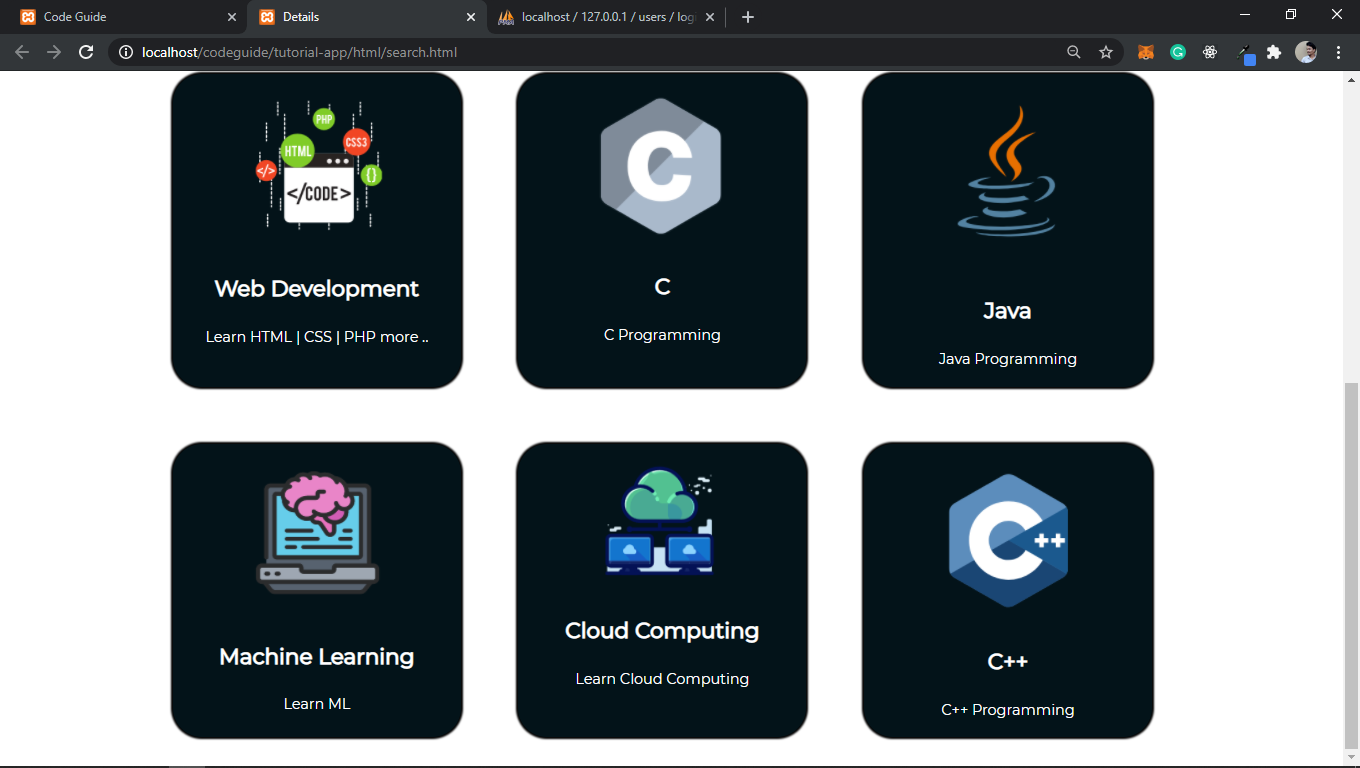 Code Guide
Details
localhost / 127.0.0.1 / users / logi
localhost/codeguide/tutorial-app/html/search.html
PHP
HTML
CSS3
</>
{}
</CODE>
C
Web Development
Learn HTML | CSS | PHP more ..
C
C Programming
Java
Java Programming
C++
Machine Learning
Learn ML
Cloud Computing
Learn Cloud Computing
C++
C++ Programming